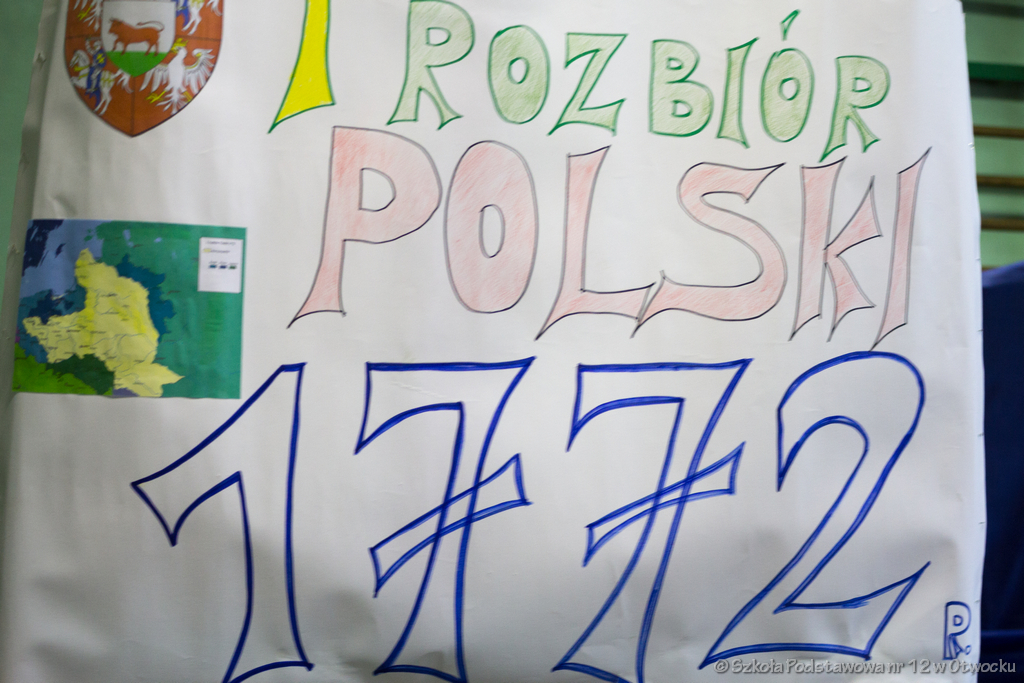 I ROZBIÓR
POLSKI
1772
R.
© Szkoła Podstawowa nr 12 w Otwocku